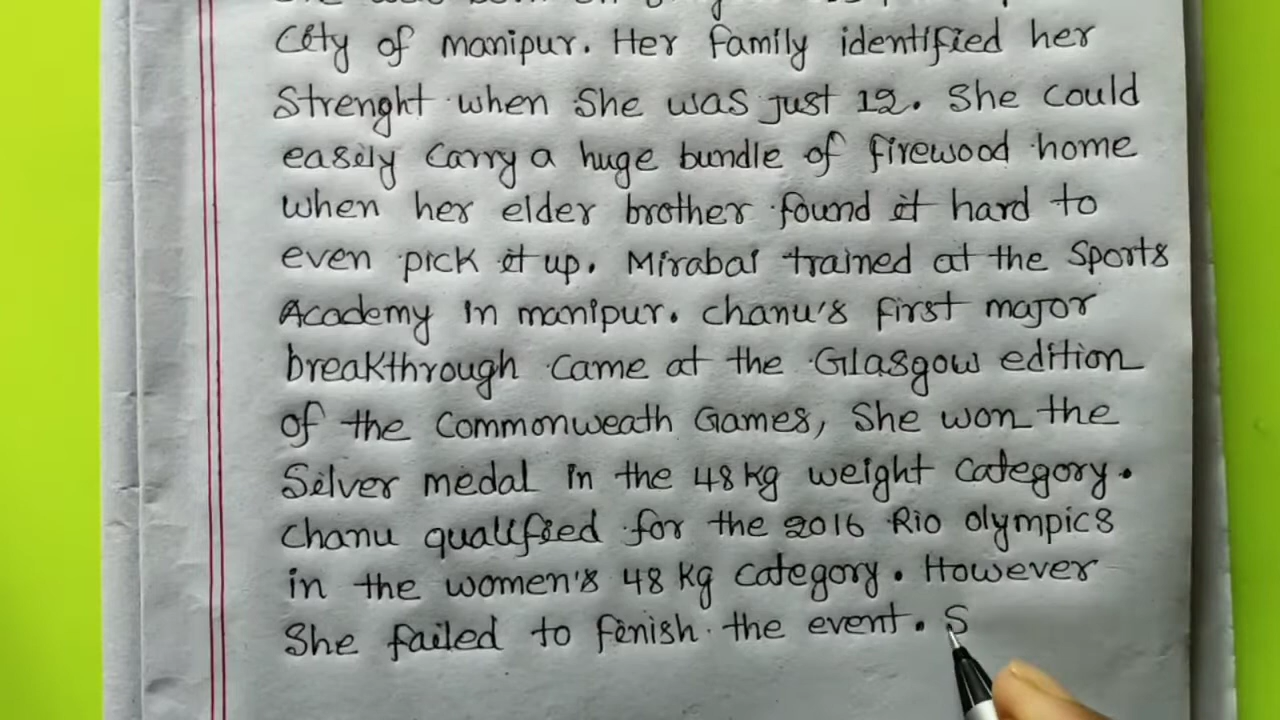 City of manipur. Her family identified her
Strenght when She was just 12. She could
easily carry a huge bundle of firewood home
when her elder brother found it hard to
even pick it up. Mirabai trained at the Sports
Academy in manipur. Chanu's first major
breakthrough came at the Glasgow edition
of the Commonweath Games, She won the
Silver medal in the 48 kg weight category.
Chanu qualified for the 2016 Rio Olympics
in the women's 48 kg category. However
She failed to finish the event. S